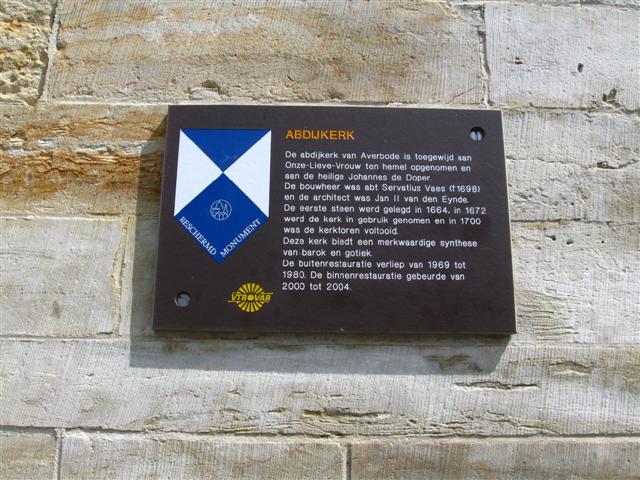 ABDIJKERK
De abdijkerk van Averbode is toegewijd aan
Onze-Lieve-Vrouw ten hemel opgenomen en
aan de heilige Johannes de Doper.
De bouwheer was abt Servatius Vaes (†1698)
en de architect was Jan II van den Eynde.
De eerste steen werd gelegd in 1664, in 1672
werd de kerk in gebruik genomen en in 1700
was de kerktoren voltooid.
Deze kerk biedt een merkwaardige synthese
van barok en gotiek.
De buitenrestauratie verliep van 1969 tot
1980. De binnenrestauratie gebeurde van
2000 tot 2004.
BESCHERMD
MONUMENT
VTB VAB